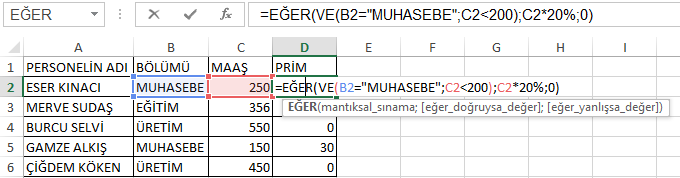 EĞER =EĞER(VE(B2="MUHASEBE";C2<200);C2*20%;0)
A B C D E F G H I
1 PERSONELİN ADI BÖLÜMÜ MAAŞ PRİM
2 ESER KINACI MUHASEBE 250 =EĞER(VE(B2="MUHASEBE";C2<200);C2*20%;0)
EĞER(mantıksal_sınama; [eğer_doğruysa_değer]; [eğer_yanlışsa_değer])
3 MERVE SUDAŞ EĞİTİM 356
4 BURCU SELVİ ÜRETİM 550 0
5 GAMZE ALKIŞ MUHASEBE 150 30
6 ÇİĞDEM KÖKEN ÜRETİM 450 0